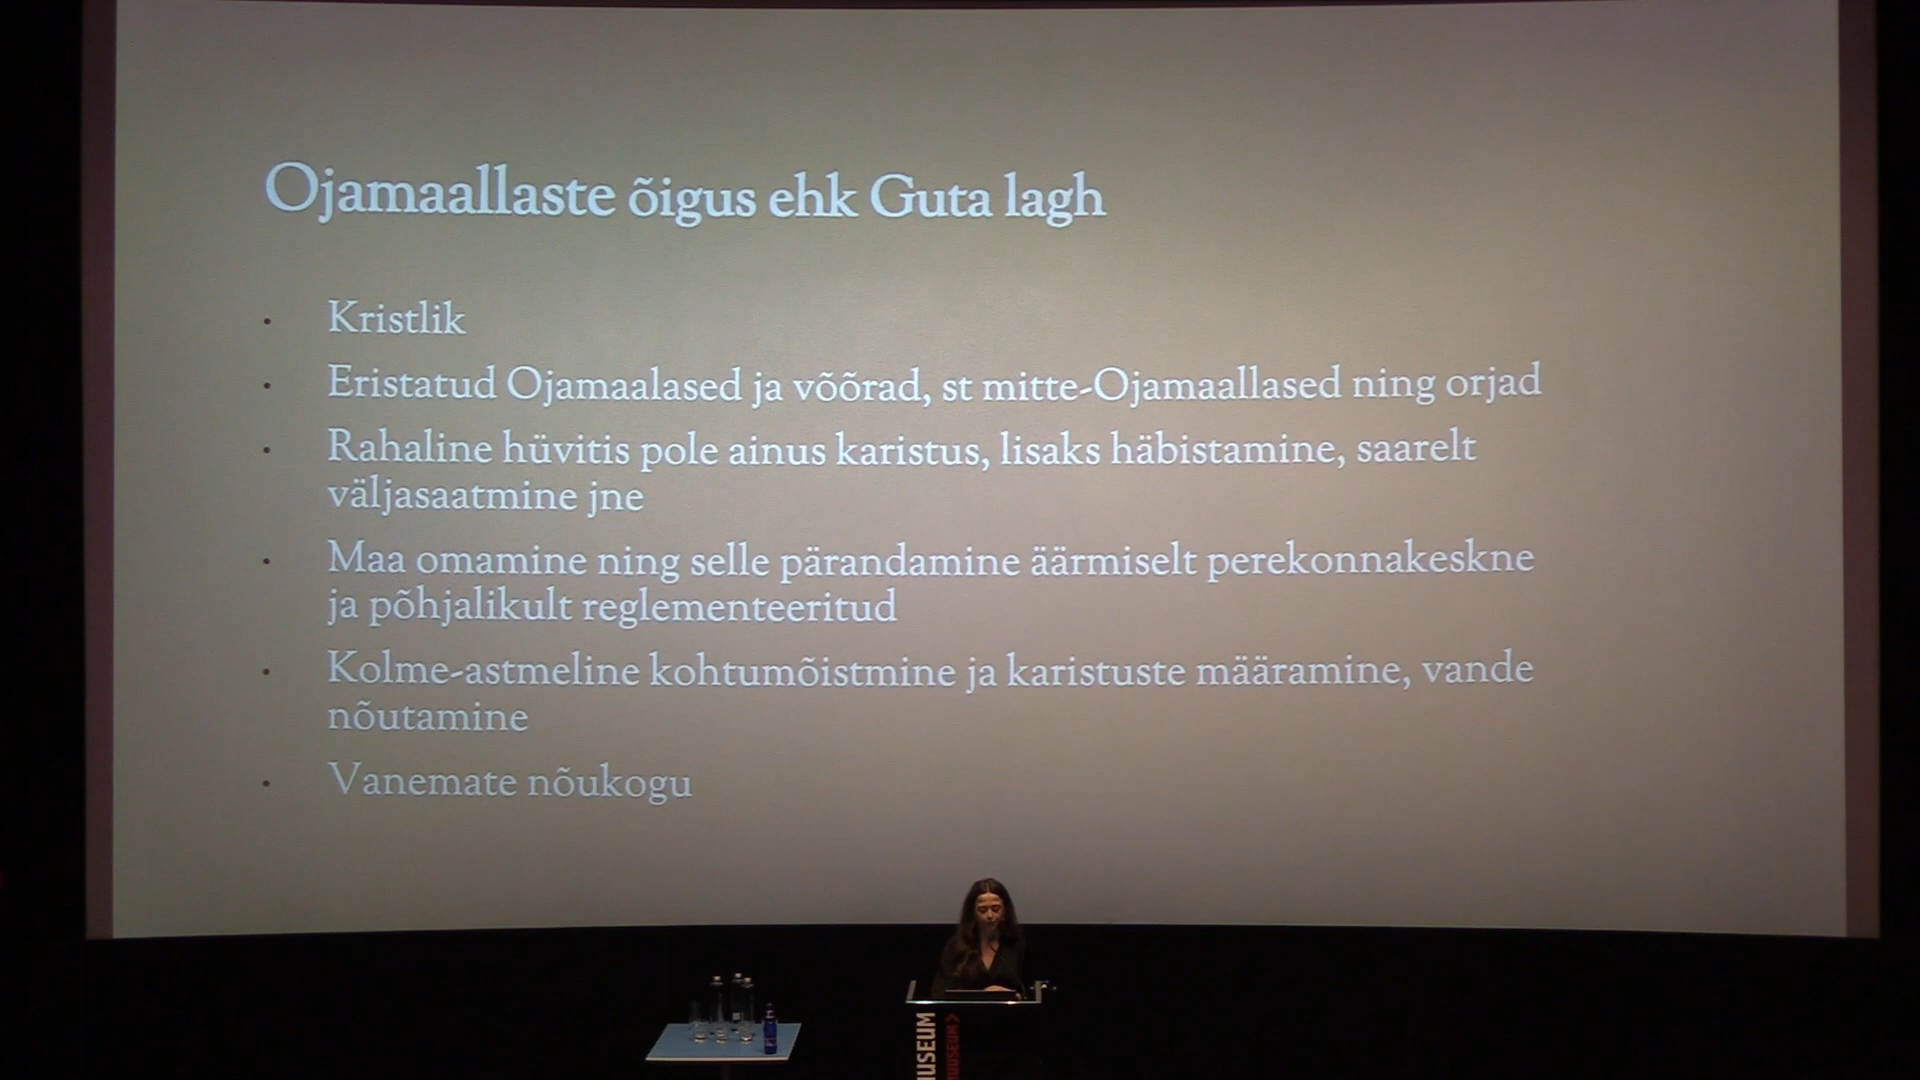 Ojamaallaste õigus ehk Guta lagh
• Kristlik
• Eristatud Ojamaalased ja võõrad, st mitte-Ojamaallased ning orjad
• Rahaline hüvitis pole ainus karistus, lisaks häbistamine, saarelt
väljasaatmine jne
• Maa omamine ning selle pärandamine äärmiselt perekonnakeskne
ja põhjalikult reglementeeritud
• Kolme-astmeline kohtumõistmine ja karistuste määramine, vande
nõutamine
• Vanemate nõukogu